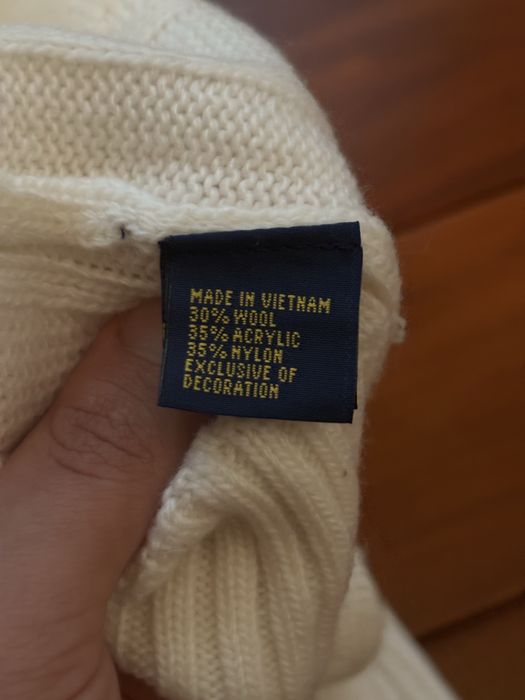 MADE IN VIETNAM
30% WOOL
35% ACRYLIC
35% NYLON
EXCLUSIVE OF
DECORATION